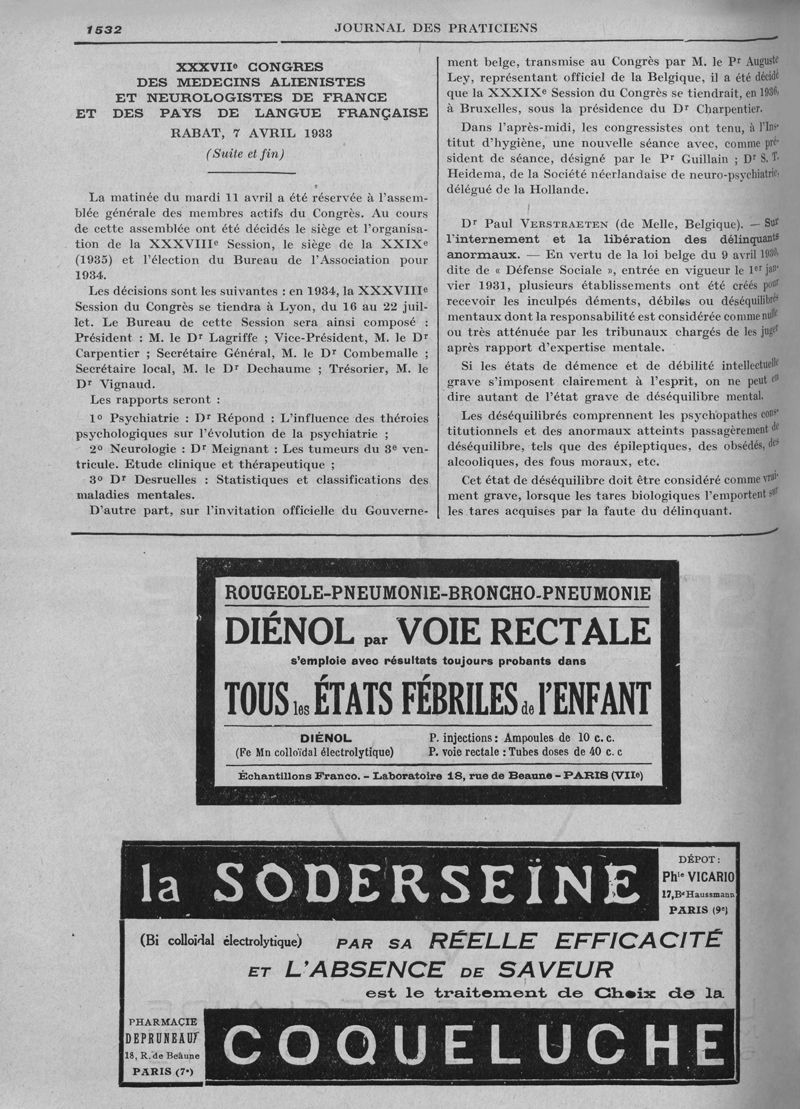 1532
JOURNAL DES PRATICIENS
XXXVIIe CONGRES
DES MEDECINS ALIENISTES
ET NEUROLOGISTES DE FRANCE
ET DES PAYS DE LANGUE FRANÇAISE
RABAT, 7 AVRIL 1933
(Suite et fin)
La matinée du mardi 11 avril a été réservée à l'assem-
blée générale des membres actifs du Congrès. Au cours
de cette assemblée ont été décidés le siège et l'organisa-
tion de la XXXVIIIe Session, le siège de la XXIXe
(1935) et l'élection du Bureau de l'Association pour
1934.
Les décisions sont les suivantes : en 1934, la XXXVIIIe
Session du Congrès se tiendra à Lyon, du 16 au 22 juil-
let. Le Bureau de cette Session sera ainsi composé :
Président : M. le Dr Lagriffe ; Vice-Président, M. le Dr
Carpentier ; Secrétaire Général, M. le Dr Combemalle ;
Secrétaire local, M. le Dr Dechaume ; Trésorier, M. le
Dr Vignaud.
Les rapports seront :
1o Psychiatrie : Dr Répond : L'influence des théroies
psychologiques sur l'évolution de la psychiatrie ;
2o Neurologie : Dr Meignant : Les tumeurs du 3e ven-
tricule. Etude clinique et thérapeutique ;
3o Dr Desruelles : Statistiques et classifications des
maladies mentales.
D'autre part, sur l'invitation officielle du Gouverne-
ment belge, transmise au Congrès par M. le Pr Auguste
Ley, représentant officiel de la Belgique, il a été décidé
que la XXXIXe Session du Congrès se tiendrait, en 1936,
à Bruxelles, sous la présidence du Dr Charpentier.
Dans l'après-midi, les congressistes ont tenu, à l'Ins-
titut d'hygiène, une nouvelle séance avec, comme pré-
sident de séance, désigné par le Pr Guillain ; Dr S. T.
Heidema, de la Société néerlandaise de neuro-psychiatrie,
délégué de la Hollande.
Dr Paul VERSTRAETEN (de Melle, Belgique). — Sur
l'internement et la libération des délinquants
anormaux. — En vertu de la loi belge du 9 avril 1930,
dite de « Défense Sociale », entrée en vigueur le 1er jan-
vier 1931, plusieurs établissements ont été créés pour
recevoir les inculpés déments, débiles ou déséquilibrés
mentaux dont la responsabilité est considérée comme nulle
ou très atténuée par les tribunaux chargés de les juger
après rapport d'expertise mentale.
Si les états de démence et de débilité intellectuelle
grave s'imposent clairement à l'esprit, on ne peut en
dire autant de l'état grave de déséquilibre mental.
Les déséquilibrés comprennent les psychopathes cons-
titutionnels et des anormaux atteints passagèrement de
déséquilibre, tels que des épileptiques, des obsédés, des
alcooliques, des fous moraux, etc.
Cet état de déséquilibre doit être considéré comme vrai-
ment grave, lorsque les tares biologiques l'emportent sur
les tares acquises par la faute du délinquant.
ROUGEOLE-PNEUMONIE-BRONCHO-PNEUMONIE
DIÉNOL par VOIE RECTALE
s'emploie avec résultats toujours probants dans
TOUS les ÉTATS FÉBRILES de l'ENFANT
DIÉNOL
(Fe Mn colloïdal électrolytique)
P. injections : Ampoules de 10 c. c.
P. voie rectale : Tubes doses de 40 c. c
Échantillons Franco. - Laboratoire 18, rue de Beaune - PARIS (VIIe)
la SODERSEÏNE
DÉPOT :
Phie VICARIO
17, Bd Haussmann
PARIS (9e)
(Bi colloïdal électrolytique) PAR SA RÉELLE EFFICACITÉ
ET L'ABSENCE DE SAVEUR
est le traitement de Choix de la
PHARMACIE
DEPRUNEAUX
18, R. de Beaune
PARIS (7e)
COQUELUCHE